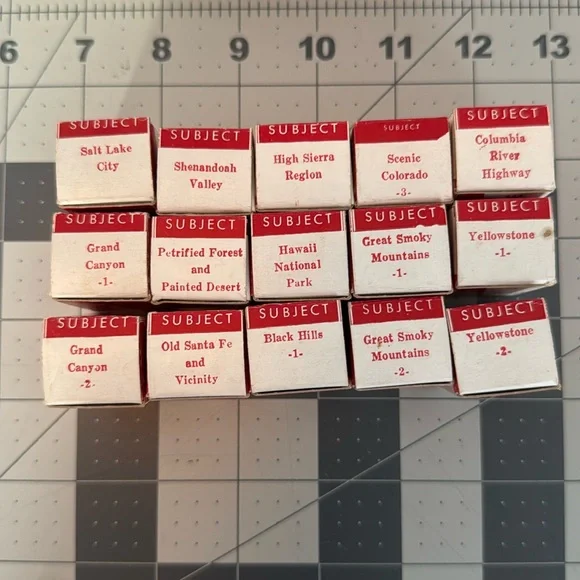 6 7 8 9 10 11 12 13
SUBJECT
Salt Lake
City
SUBJECT
Shenandoah
Valley
SUBJECT
High Sierra
Region
SUBJECT
Scenic
Colorado
-3-
SUBJECT
Columbia
River
Highway
SUBJECT
Grand
Canyon
-1-
SUBJECT
Petrified Forest
and
Painted Desert
SUBJECT
Hawaii
National
Park
SUBJECT
Great Smoky
Mountains
-1-
SUBJECT
Yellowstone
-1-
SUBJECT
Grand
Canyon
-2-
SUBJECT
Old Santa Fe
and
Vicinity
SUBJECT
Black Hills
-1-
SUBJECT
Great Smoky
Mountains
-2-
SUBJECT
Yellowstone
-2-